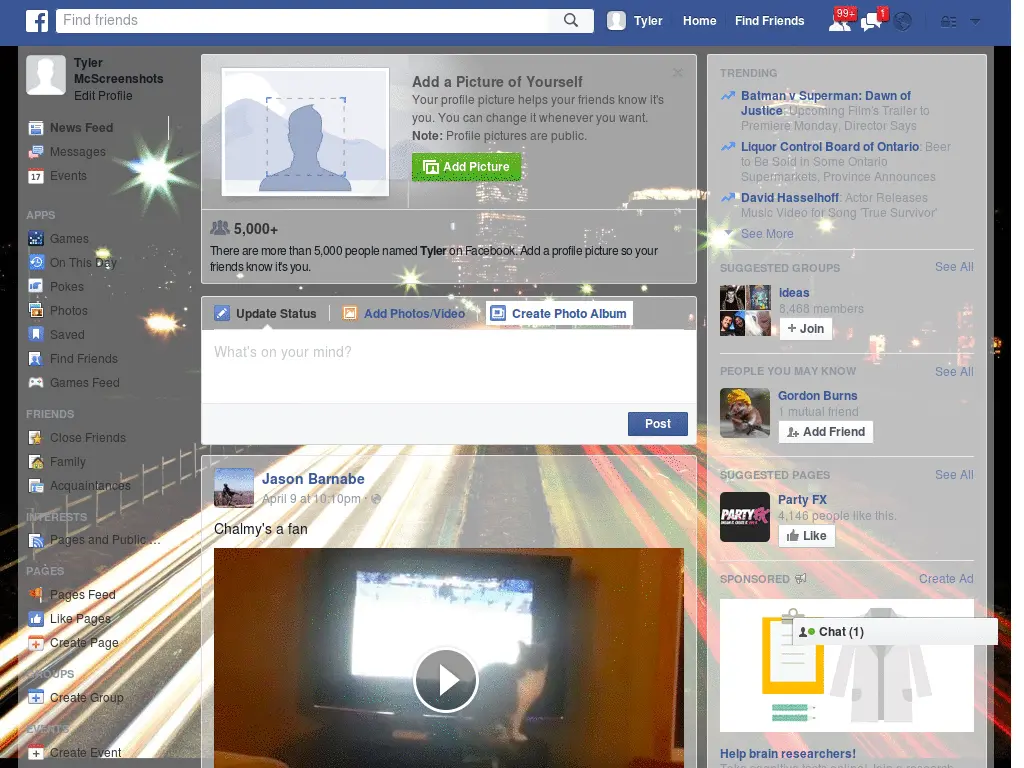 Find friends
Tyler
Home
Find Friends
99+
1
Tyler
McScreenshots
Edit Profile
News Feed
Messages
17
Events
APPS
Games
On This Day
Pokes
Photos
Saved
Find Friends
Games Feed
FRIENDS
Close Friends
Family
Acquaintances
INTERESTS
Pages and Public ...
PAGES
Pages Feed
Like Pages
Create Page
GROUPS
Create Group
EVENTS
Create Event
Add a Picture of Yourself
Your profile picture helps your friends know it's
you. You can change it whenever you want.
Note: Profile pictures are public.
Add Picture
5,000+
There are more than 5,000 people named Tyler on Facebook. Add a profile picture so your
friends know it's you.
Update Status
Add Photos/Video
Create Photo Album
What's on your mind?
Post
Jason Barnabe
April 9 at 10:10pm ·
Chalmy's a fan
TRENDING
Batman v Superman: Dawn of
Justice: Upcoming Film's Trailer to
Premiere Monday, Director Says
Liquor Control Board of Ontario: Beer
to Be Sold in Some Ontario
Supermarkets, Province Announces
David Hasselhoff: Actor Releases
Music Video for Song 'True Survivor'
See More
SUGGESTED GROUPS
See All
ideas
8,468 members
+ Join
PEOPLE YOU MAY KNOW
See All
Gordon Burns
1 mutual friend
Add Friend
SUGGESTED PAGES
See All
PARTY FX
Party FX
4,146 people like this.
Like
SPONSORED
Create Ad
Chat (1)
Help brain researchers!